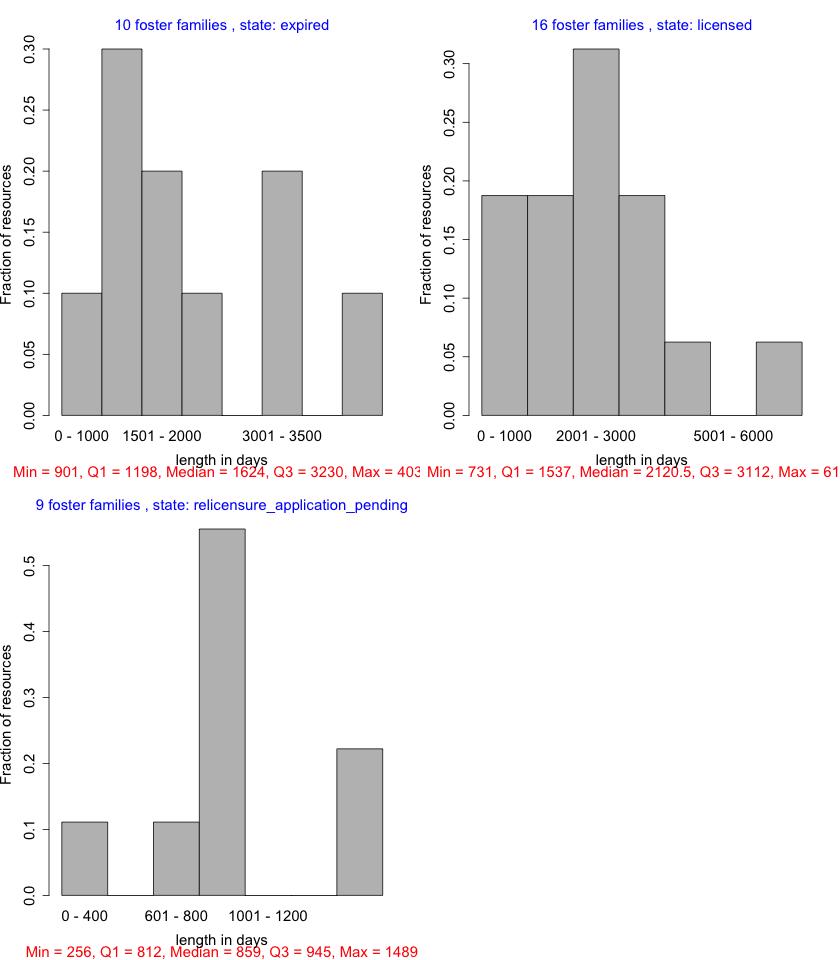 10 foster families , state: expired
Fraction of resources
0.30
0.25
0.20
0.15
0.10
0.05
0.00
0 - 1000 1501 - 2000 3001 - 3500
length in days
Min = 901, Q1 = 1198, Median = 1624, Q3 = 3230, Max = 403
16 foster families , state: licensed
Fraction of resources
0.30
0.25
0.20
0.15
0.10
0.05
0.00
0 - 1000 2001 - 3000 5001 - 6000
length in days
Min = 731, Q1 = 1537, Median = 2120.5, Q3 = 3112, Max = 61
9 foster families , state: relicensure_application_pending
Fraction of resources
0.5
0.4
0.3
0.2
0.1
0.0
0 - 400 601 - 800 1001 - 1200
length in days
Min = 256, Q1 = 812, Median = 859, Q3 = 945, Max = 1489